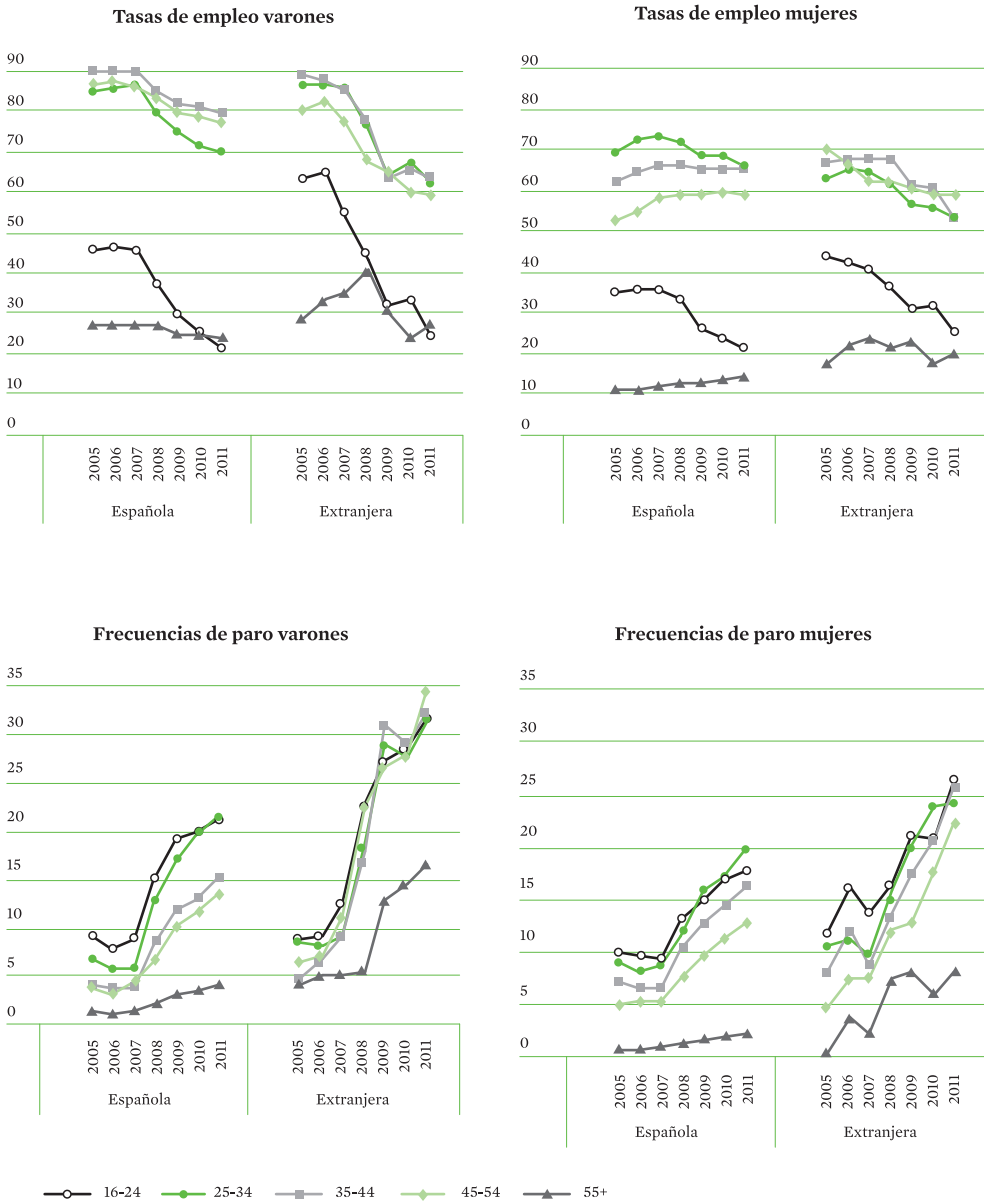 Tasas de empleo varones
90
80
70
60
50
40
30
20
10
0
2005 2006 2007 2008 2009 2010 2011 2005 2006 2007 2008 2009 2010 2011
Española Extranjera
Tasas de empleo mujeres
90
80
70
60
50
40
30
20
10
0
2005 2006 2007 2008 2009 2010 2011 2005 2006 2007 2008 2009 2010 2011
Española Extranjera
Frecuencias de paro varones
35
30
25
20
15
10
5
0
2005 2006 2007 2008 2009 2010 2011 2005 2006 2007 2008 2009 2010 2011
Española Extranjera
Frecuencias de paro mujeres
35
30
25
20
15
10
5
0
2005 2006 2007 2008 2009 2010 2011 2005 2006 2007 2008 2009 2010 2011
Española Extranjera
16-24 25-34 35-44 45-54 55+